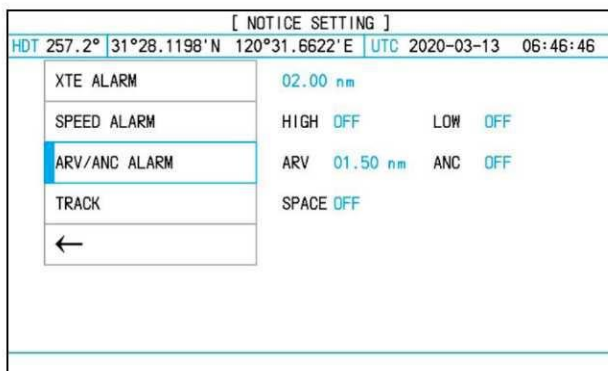 [ NOTICE SETTING ]
HDT 257.2° 31°28.1198'N 120°31.6622'E UTC 2020-03-13 06:46:46
XTE ALARM 02.00 nm
SPEED ALARM HIGH OFF LOW OFF
ARV/ANC ALARM ARV 01.50 nm ANC OFF
TRACK SPACE OFF
←